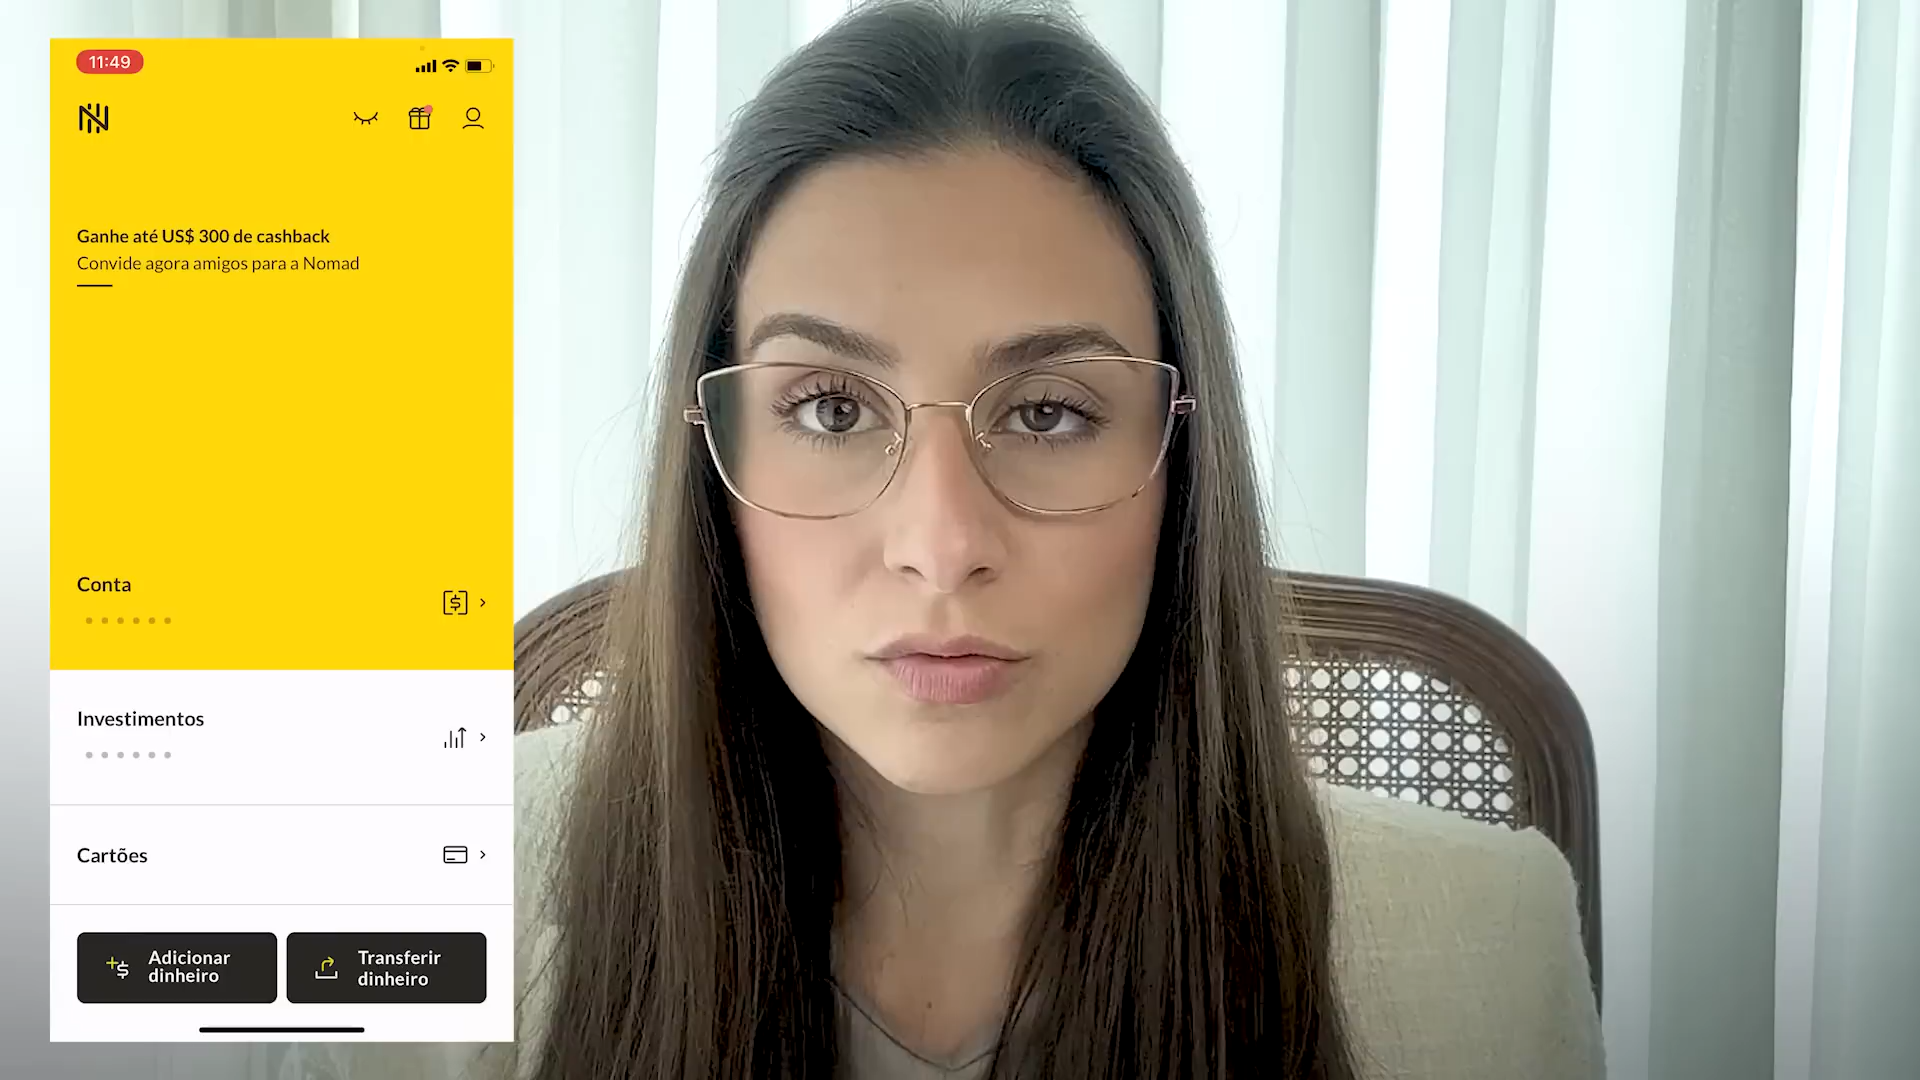 11:49
Ganhe até US$ 300 de cashback
Convide agora amigos para a Nomad
Conta
Investimentos
Cartões
Adicionar
dinheiro
Transferir
dinheiro